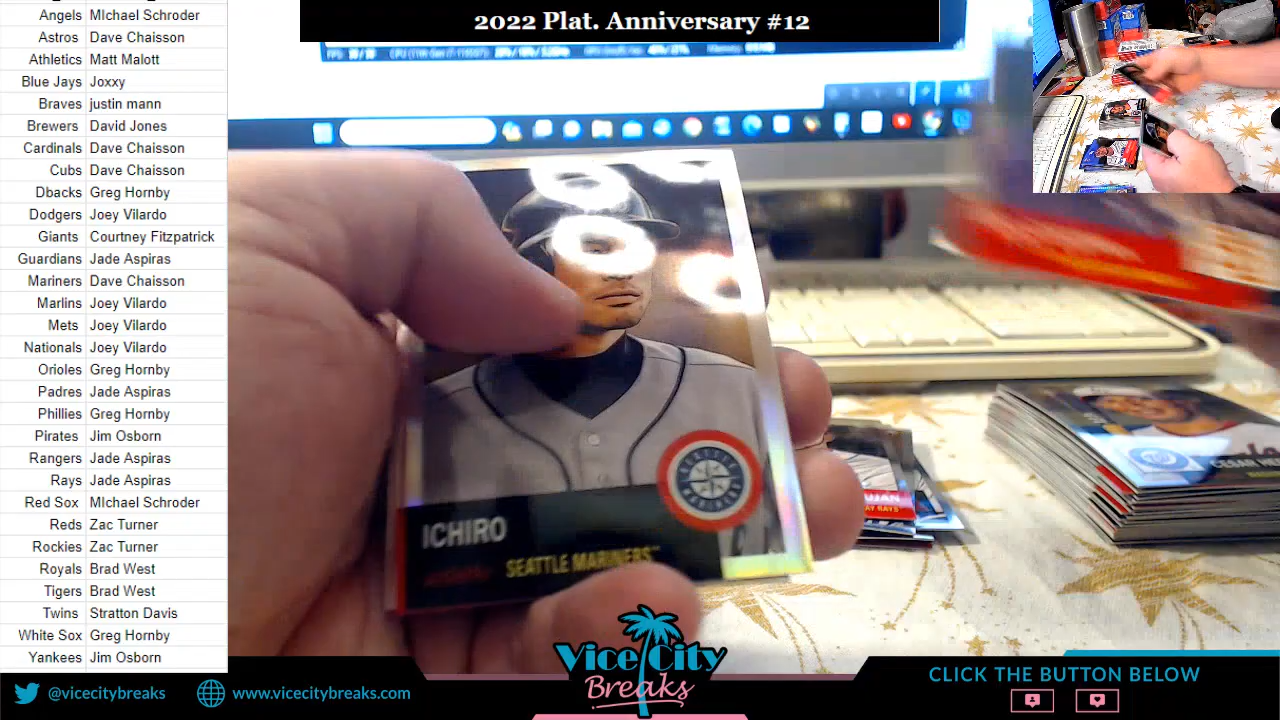 2022 Plat. Anniversary #12
Angels MIchael Schroder
Astros Dave Chaisson
Athletics Matt Malott
Blue Jays Joxxy
Braves justin mann
Brewers David Jones
Cardinals Dave Chaisson
Cubs Dave Chaisson
Dbacks Greg Hornby
Dodgers Joey Vilardo
Giants Courtney Fitzpatrick
Guardians Jade Aspiras
Mariners Dave Chaisson
Marlins Joey Vilardo
Mets Joey Vilardo
Nationals Joey Vilardo
Orioles Greg Hornby
Padres Jade Aspiras
Phillies Greg Hornby
Pirates Jim Osborn
Rangers Jade Aspiras
Rays Jade Aspiras
Red Sox MIchael Schroder
Reds Zac Turner
Rockies Zac Turner
Royals Brad West
Tigers Brad West
Twins Stratton Davis
White Sox Greg Hornby
Yankees Jim Osborn
ICHIRO
SEATTLE MARINERS™
CESAR
@vicecitybreaks
www.vicecitybreaks.com
Vice City
Breaks
CLICK THE BUTTON BELOW